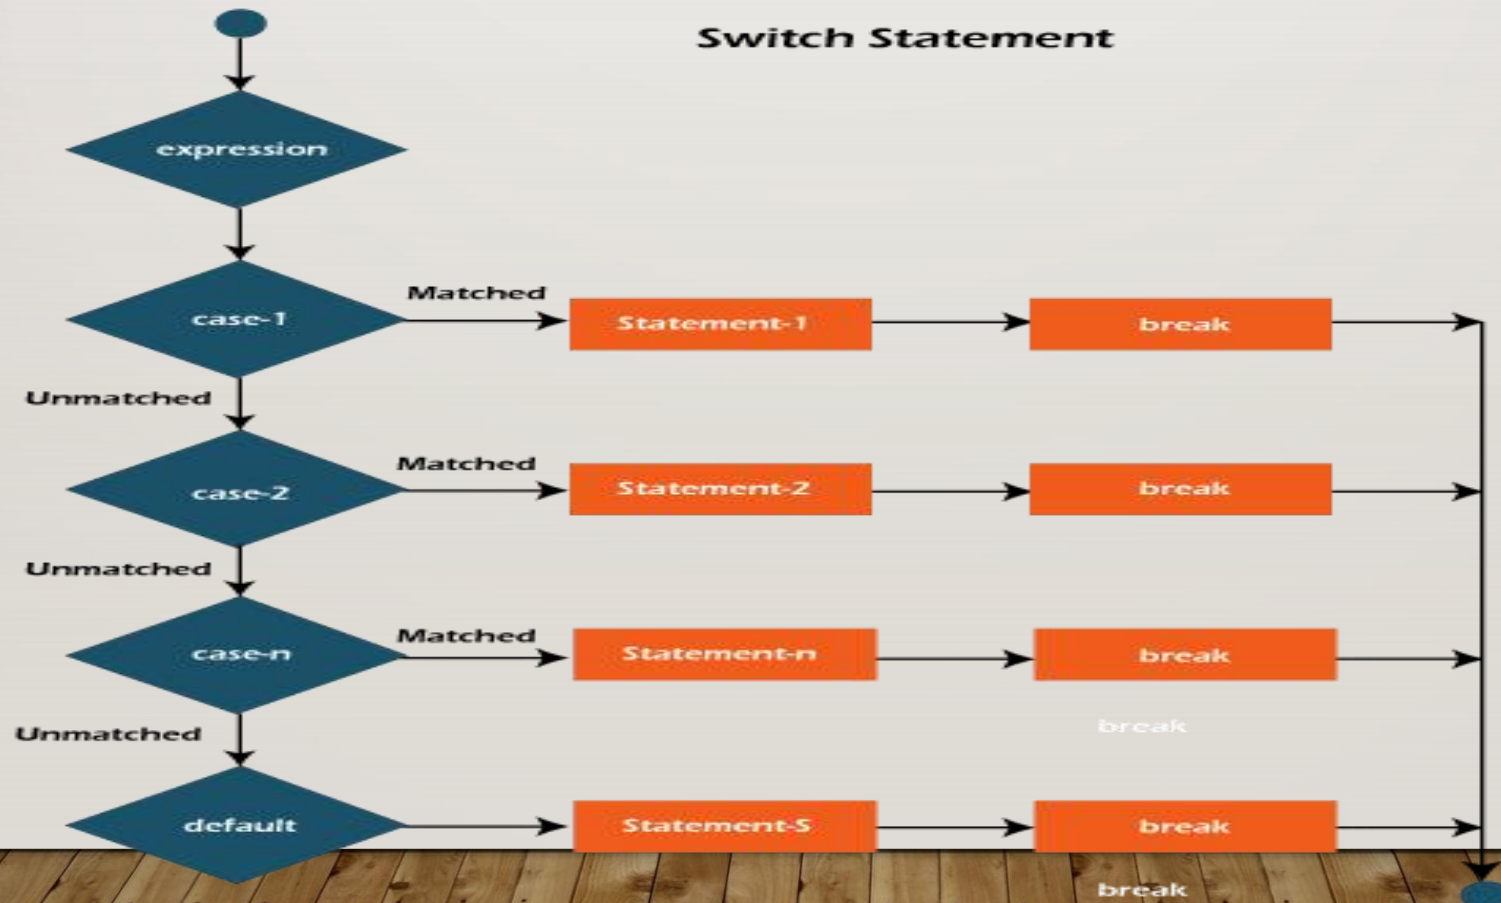 Switch Statement
expression
case-1
Matched
Statement-1
break
Unmatched
case-2
Matched
Statement-2
break
Unmatched
case-n
Matched
Statement-n
break
break
Unmatched
default
Statement-S
break
break